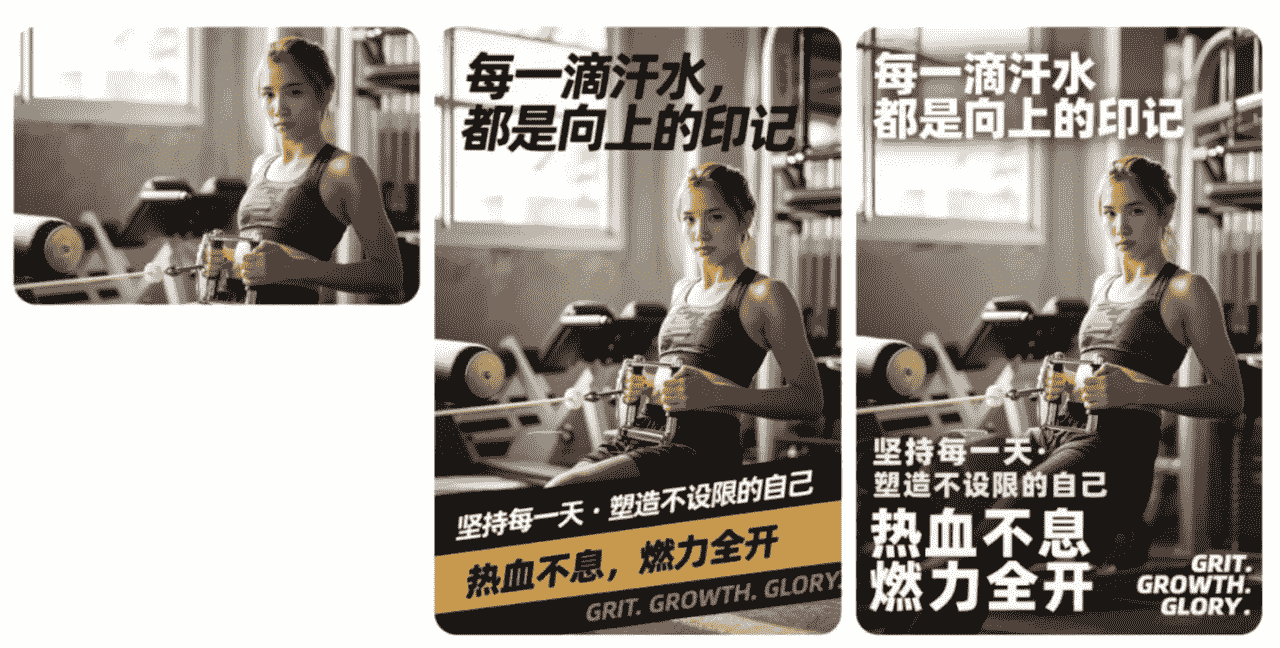 每一滴汗水，
都是向上的印记
坚持每一天·塑造不设限的自己
热血不息，燃力全开
GRIT. GROWTH. GLORY.
每一滴汗水
都是向上的印记
坚持每一天·
塑造不设限的自己
热血不息
燃力全开
GRIT.
GROWTH.
GLORY.